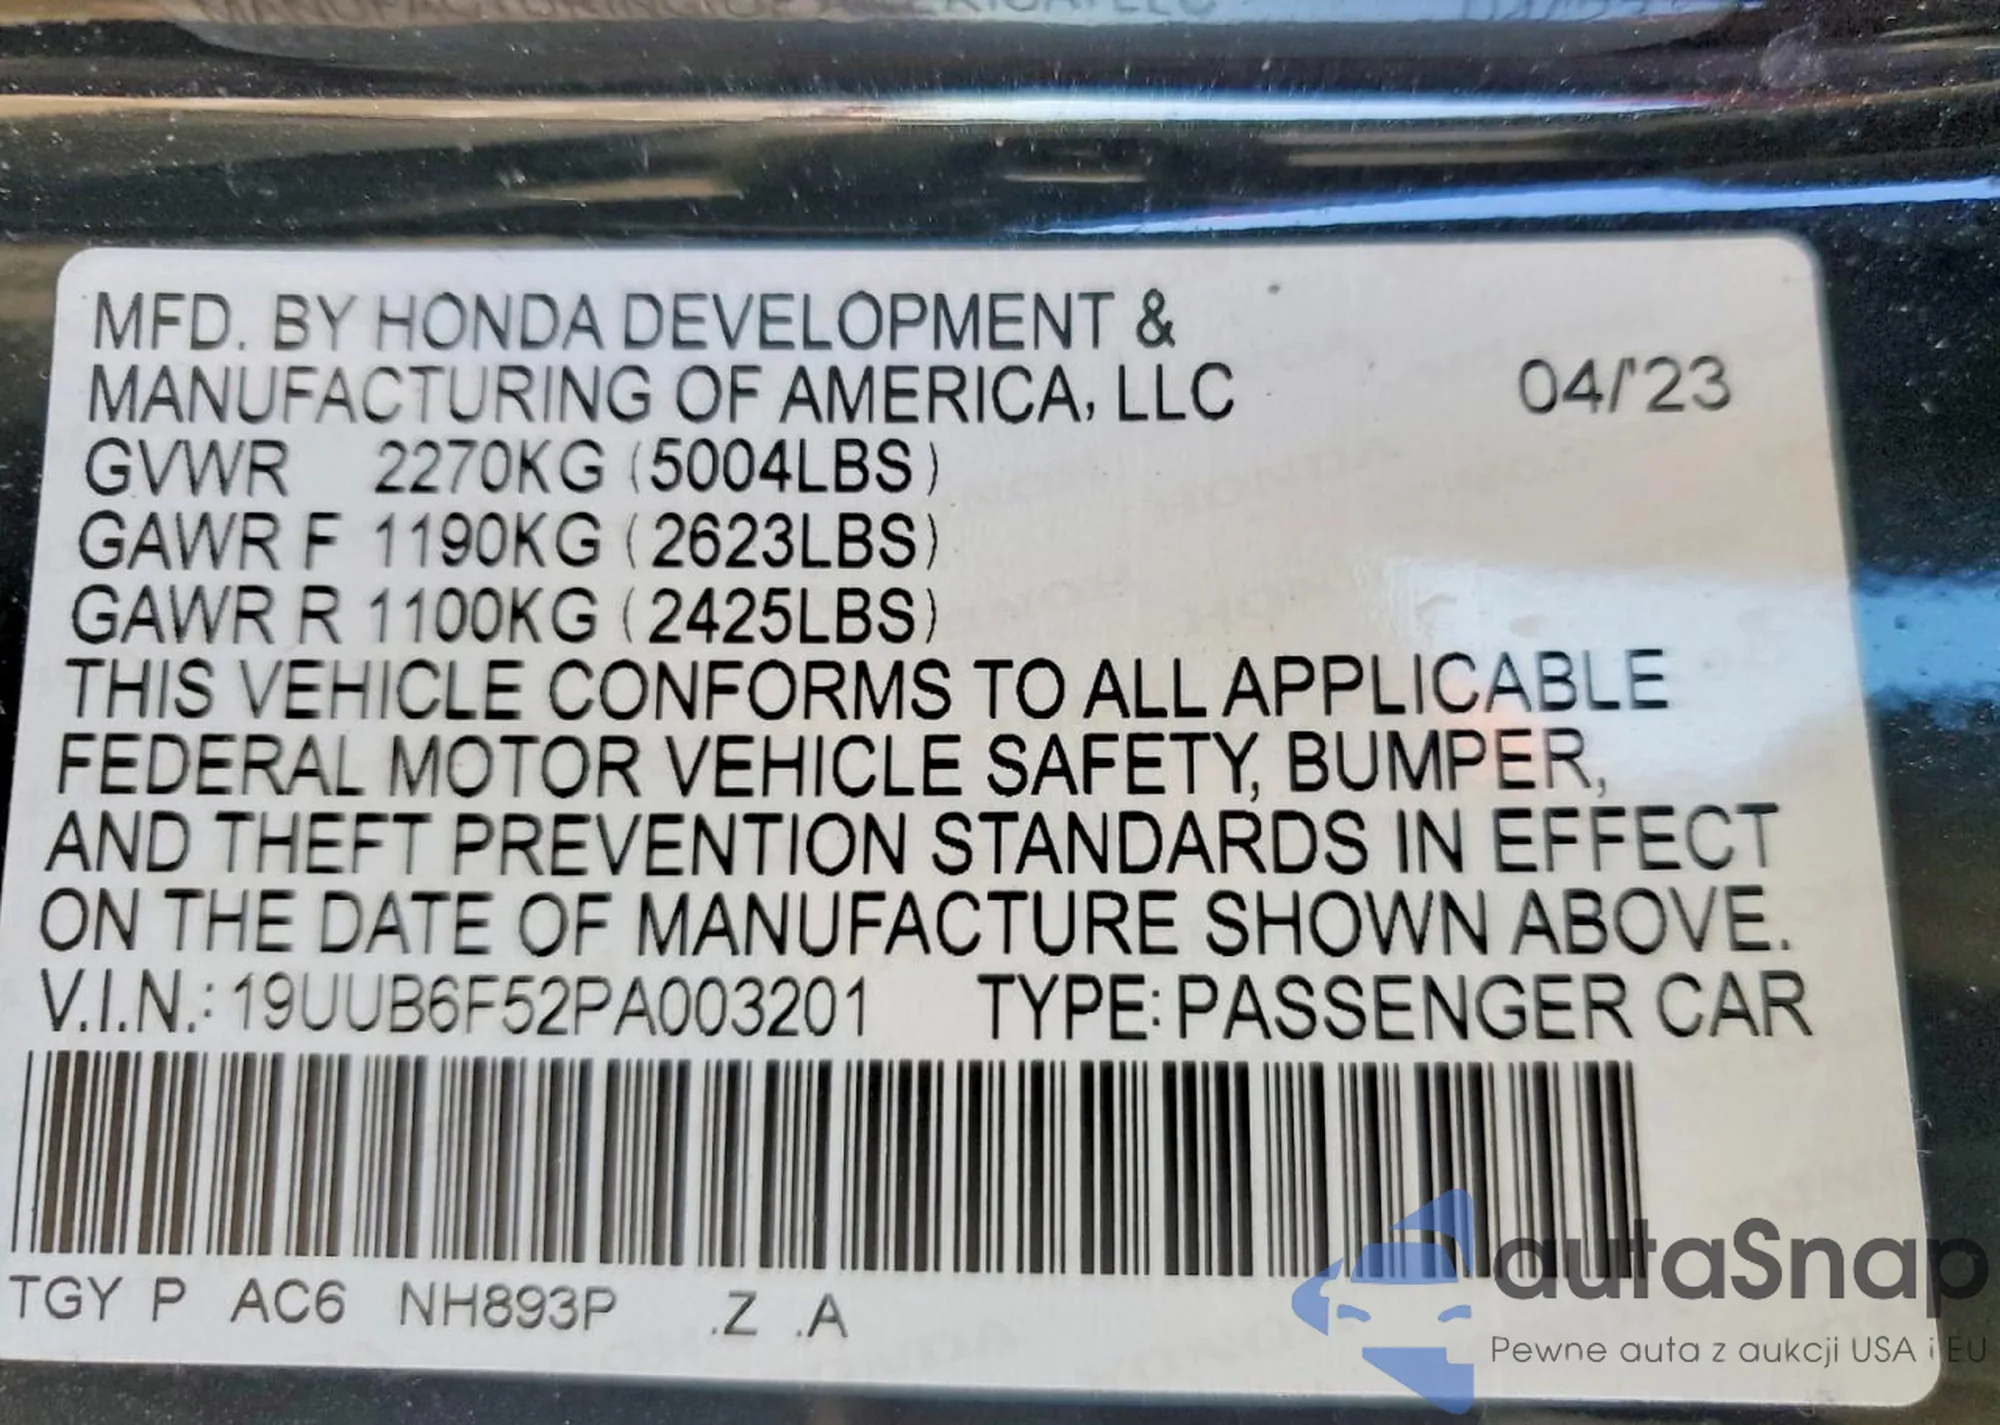 MFD. BY HONDA DEVELOPMENT &
MANUFACTURING OF AMERICA, LLC 04/'23
GVWR 2270KG (5004LBS)
GAWR F 1190KG (2623LBS)
GAWR R 1100KG (2425LBS)
THIS VEHICLE CONFORMS TO ALL APPLICABLE
FEDERAL MOTOR VEHICLE SAFETY, BUMPER,
AND THEFT PREVENTION STANDARDS IN EFFECT
ON THE DATE OF MANUFACTURE SHOWN ABOVE.
V.I.N.: 19UUB6F52PA003201 TYPE: PASSENGER CAR
TGY P AC6 NH893P .Z .A
autaSnap
Pewne auta z aukcji USA i EU